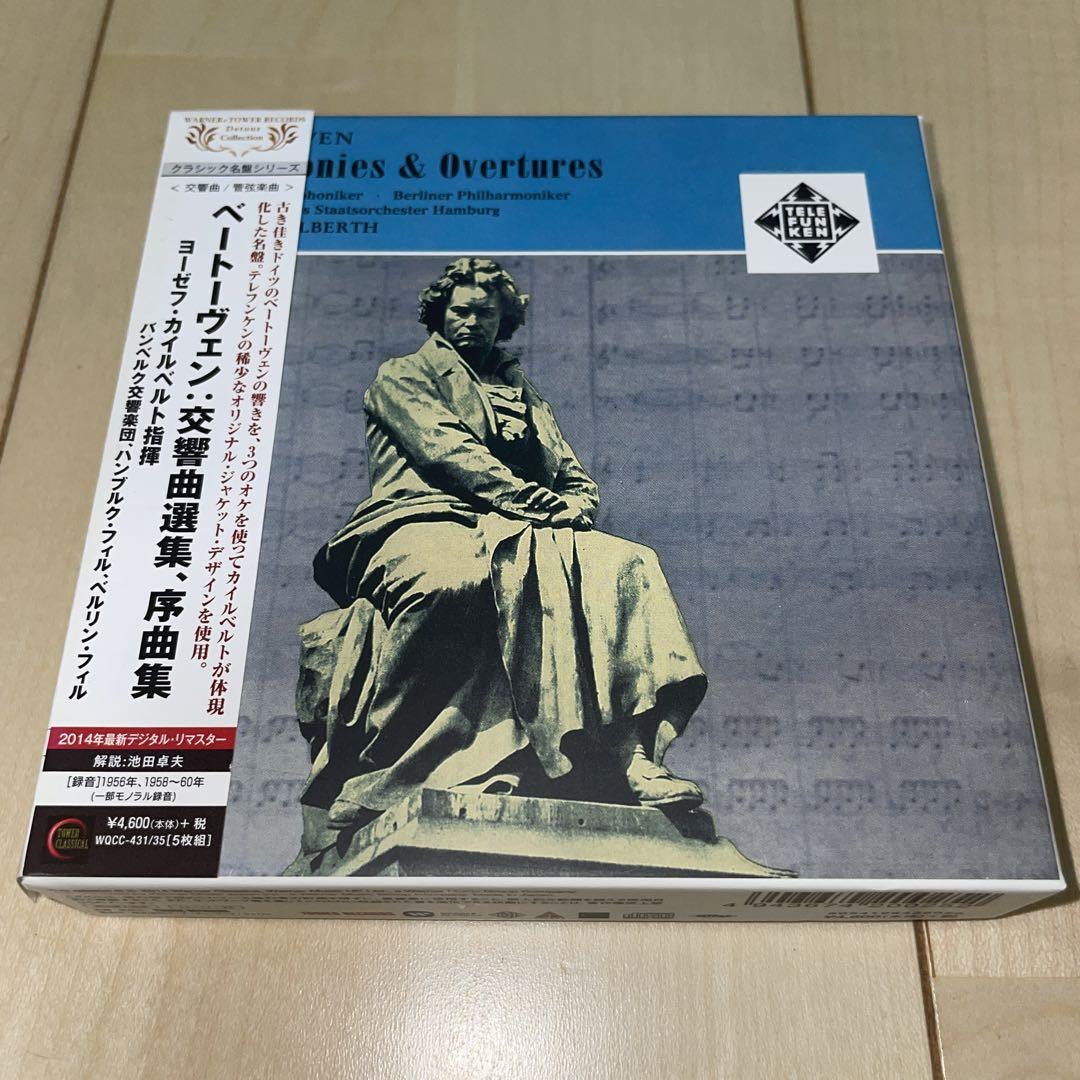 WARNER・TOWER RECORDS
Detour
Collection
クラシック名盤シリーズ
＜ 交響曲 / 管弦楽曲 ＞
古き佳きドイツのベートーヴェンの響きを、3つのオケを使ってカイルベルトが体現
化した名盤。テレフンケンの稀少なオリジナル・ジャケット・デザインを使用。
ベートーヴェン:交響曲選集、序曲集
ヨーゼフ・カイルベルト指揮
バンベルク交響楽団、ハンブルク・フィル、ベルリン・フィル
2014年最新デジタル・リマスター
解説:池田卓夫
[録音]1956年、1958〜60年
(一部モノラル録音)
TOWER
CLASSICAL
¥4,600(本体)+ 税
WQCC-431/35[5枚組]
VEN
onies & Overtures
phoniker · Berliner Philharmoniker
s Staatsorchester Hamburg
LBERTH
TELE
FUN
KEN